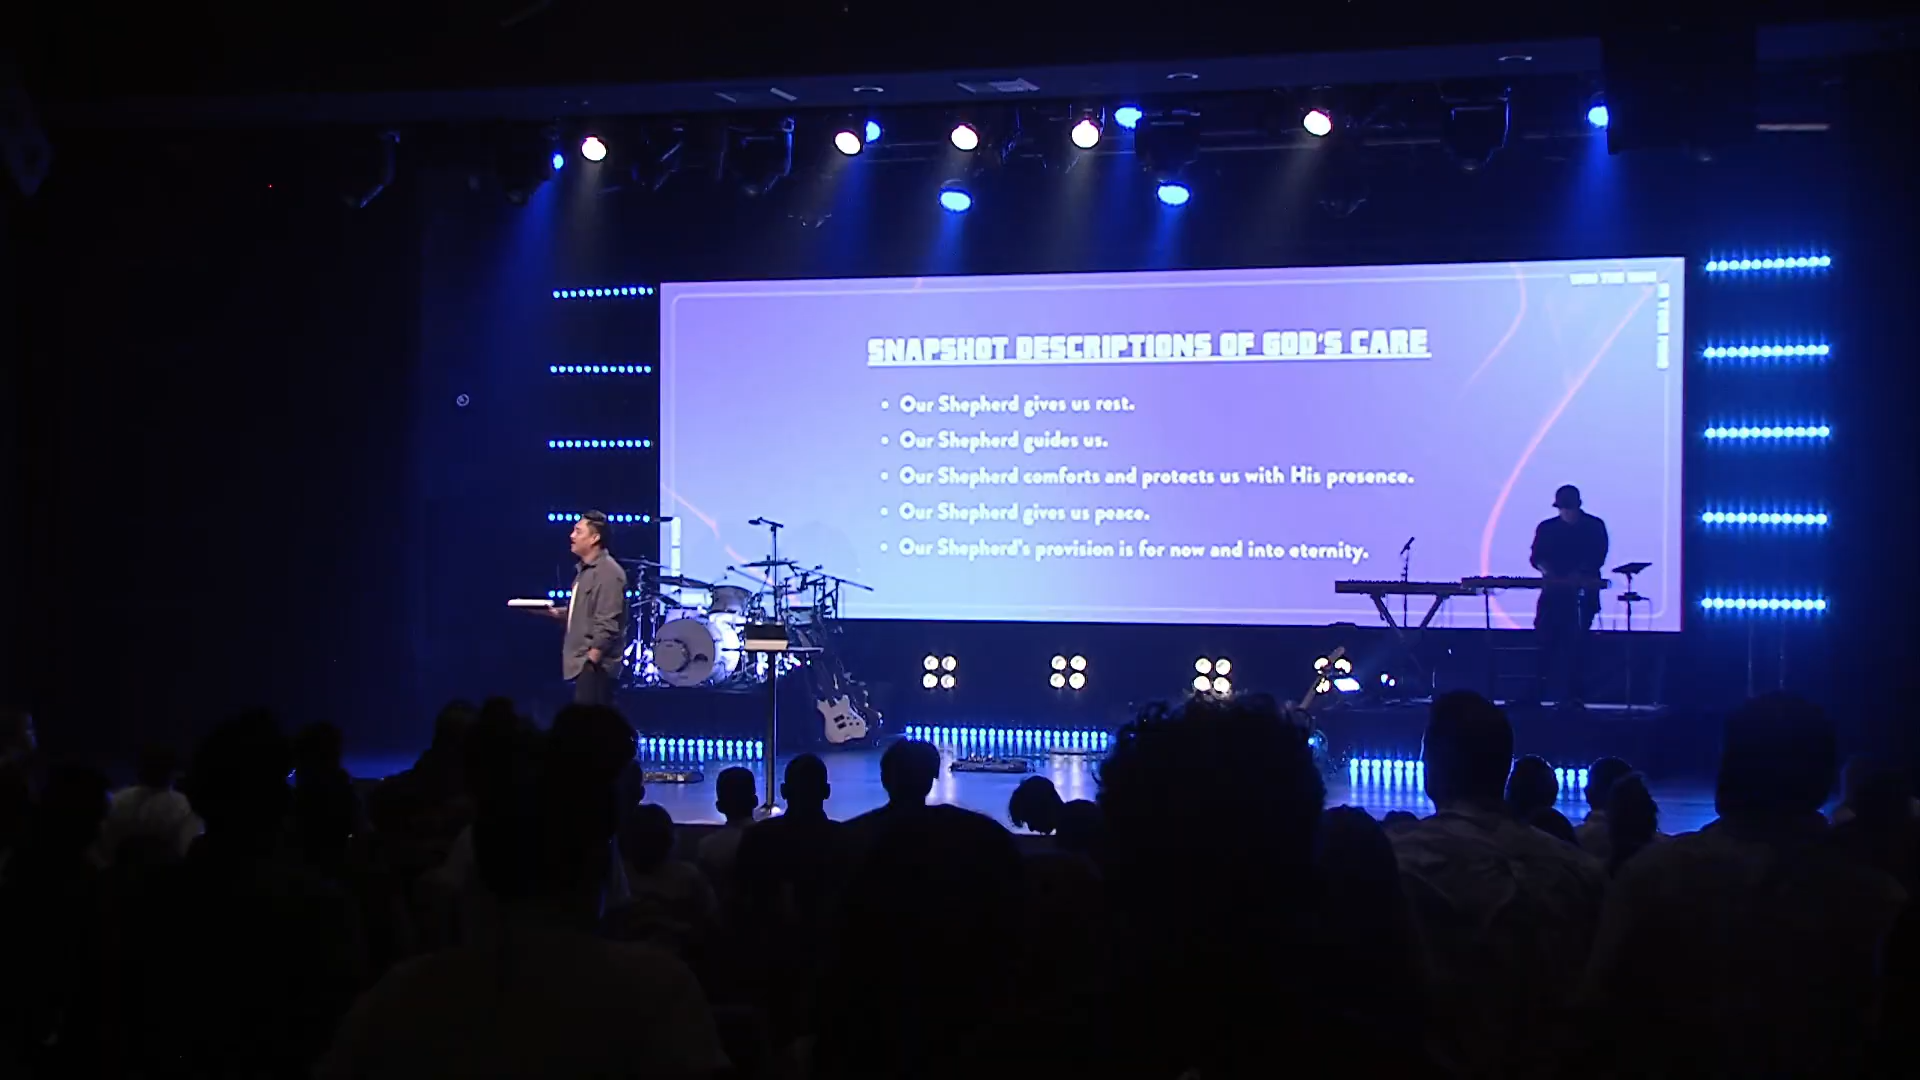 SNAPSHOT DESCRIPTIONS OF GOD'S CARE
• Our Shepherd gives us rest.
• Our Shepherd guides us.
• Our Shepherd comforts and protects us with His presence.
• Our Shepherd gives us peace.
• Our Shepherd's provision is for now and into eternity.